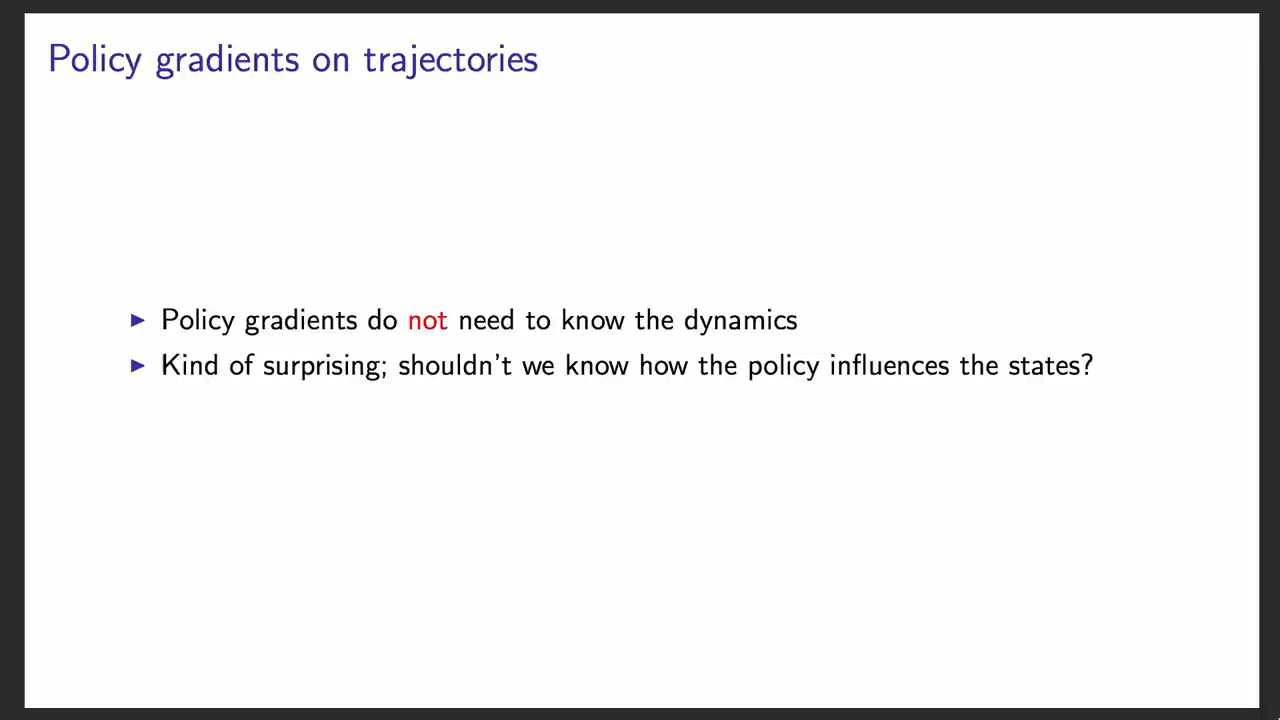 Policy gradients on trajectories
▶ Policy gradients do not need to know the dynamics
▶ Kind of surprising; shouldn't we know how the policy influences the states?